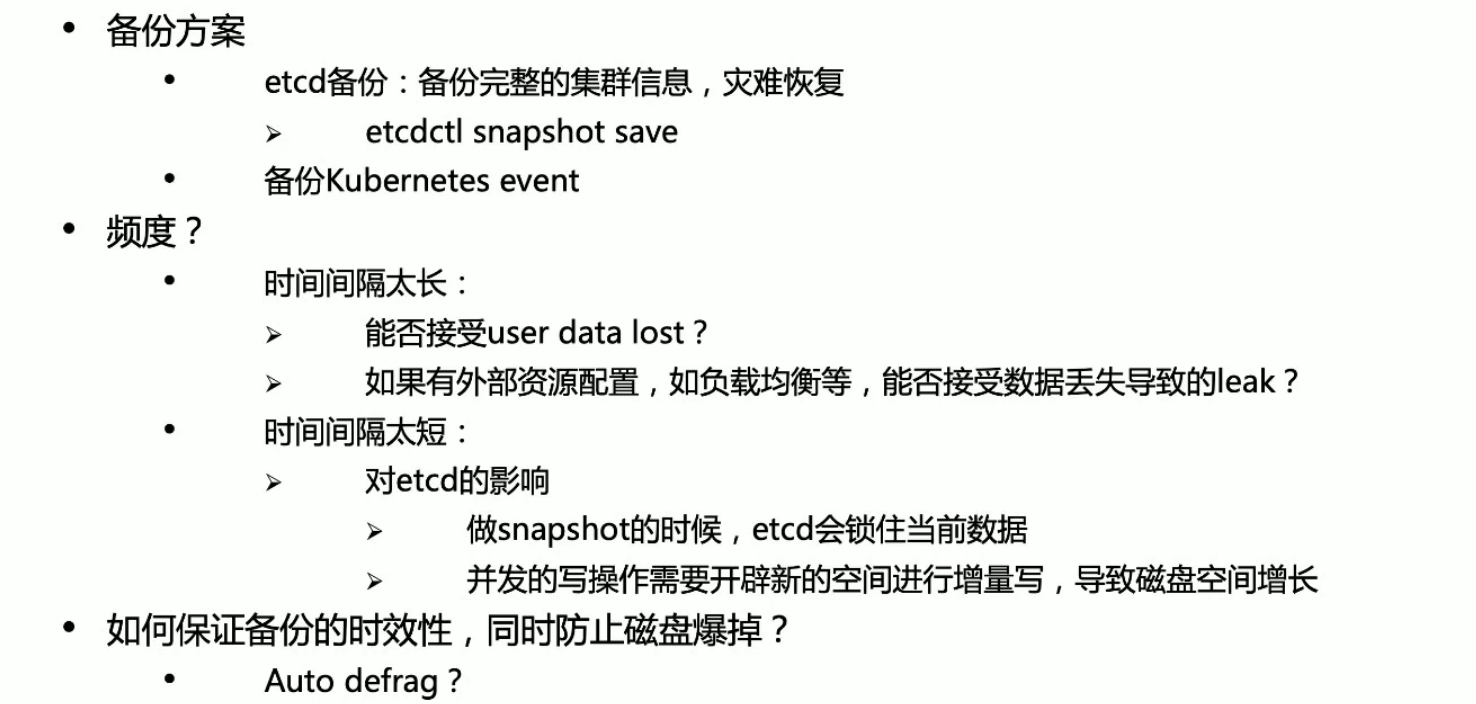 • 备份方案
• etcd备份：备份完整的集群信息，灾难恢复
➢ etcdctl snapshot save
• 备份Kubernetes event
• 频度？
• 时间间隔太长：
➢ 能否接受user data lost？
➢ 如果有外部资源配置，如负载均衡等，能否接受数据丢失导致的leak？
• 时间间隔太短：
➢ 对etcd的影响
➢ 做snapshot的时候，etcd会锁住当前数据
➢ 并发的写操作需要开辟新的空间进行增量写，导致磁盘空间增长
• 如何保证备份的时效性，同时防止磁盘爆掉？
• Auto defrag？